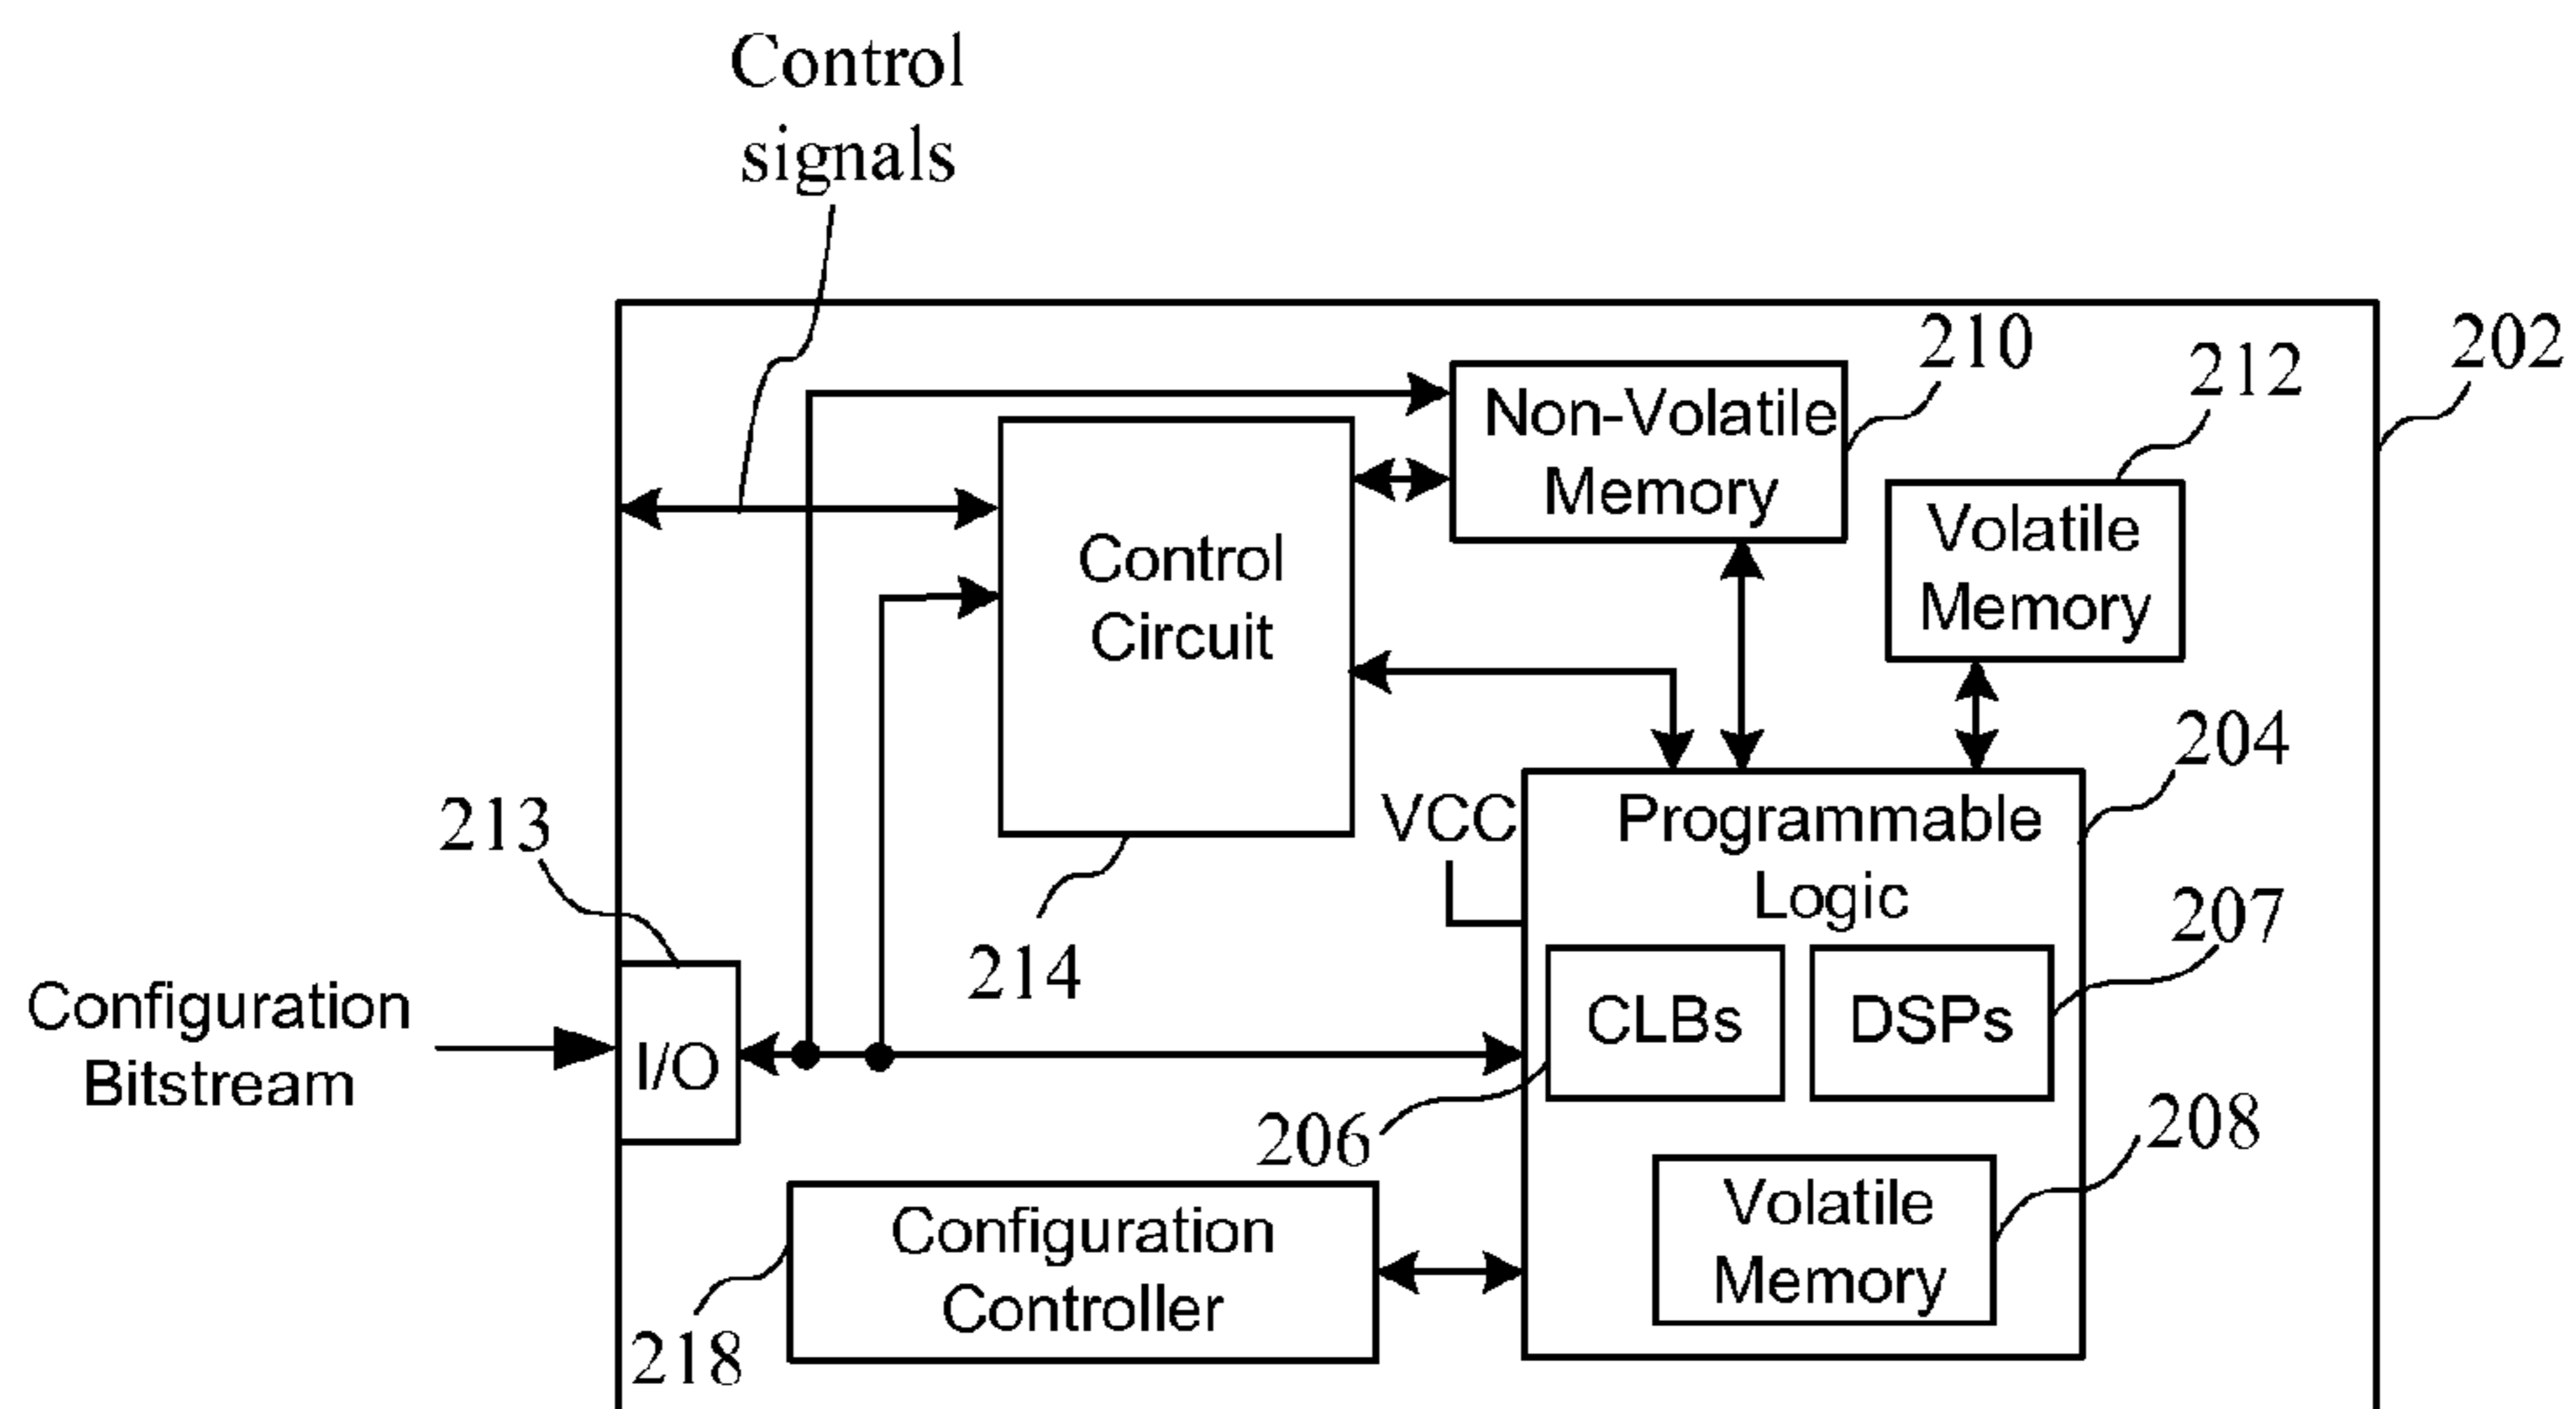 Control
signals
210
212
202
Non-Volatile
Memory
Volatile
Memory
Control
Circuit
204
213
VCC
Programmable
Logic
207
214
Configuration
Bitstream
I/O
CLBs
DSPs
206
208
Volatile
Memory
Configuration
Controller
218